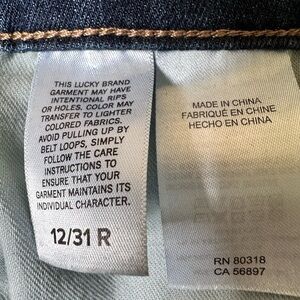 THIS LUCKY BRAND
GARMENT MAY HAVE
INTENTIONAL RIPS
OR HOLES. COLOR MAY
TRANSFER TO LIGHTER
COLORED FABRICS.
AVOID PULLING UP BY
BELT LOOPS, SIMPLY
FOLLOW THE CARE
INSTRUCTIONS TO
ENSURE THAT YOUR
GARMENT MAINTAINS ITS
INDIVIDUAL CHARACTER.
12/31 R
MADE IN CHINA
FABRIQUÉ EN CHINE
HECHO EN CHINA
RN 80318
CA 56897